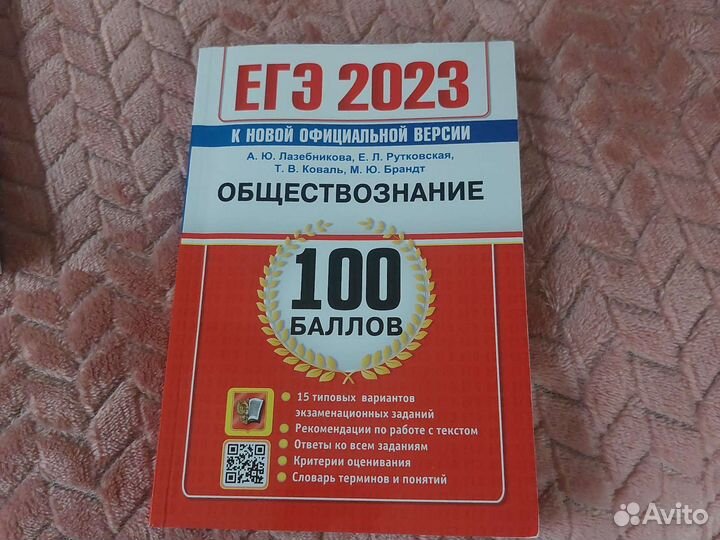 ЕГЭ 2023
К НОВОЙ ОФИЦИАЛЬНОЙ ВЕРСИИ
А. Ю. Лазебникова, Е. Л. Рутковская,
Т. В. Коваль, М. Ю. Брандт
ОБЩЕСТВОЗНАНИЕ
100
БАЛЛОВ
15 типовых вариантов
экзаменационных заданий
Рекомендации по работе с текстом
Ответы ко всем заданиям
Критерии оценивания
Словарь терминов и понятий
Avito